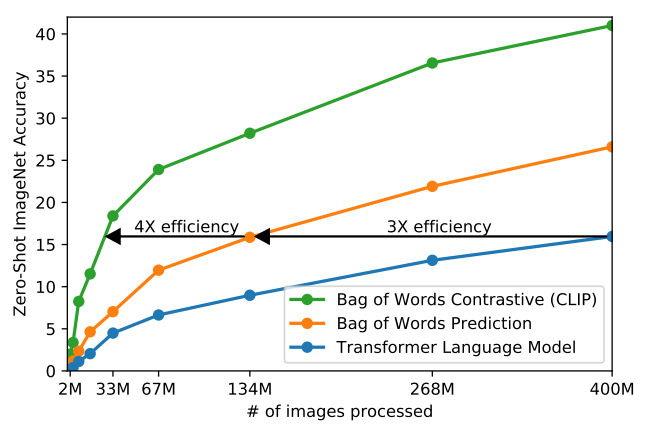 Zero-Shot ImageNet Accuracy
40
35
30
25
20
15
10
5
0
4X efficiency
3X efficiency
Bag of Words Contrastive (CLIP)
Bag of Words Prediction
Transformer Language Model
2M 33M 67M 134M 268M 400M
# of images processed